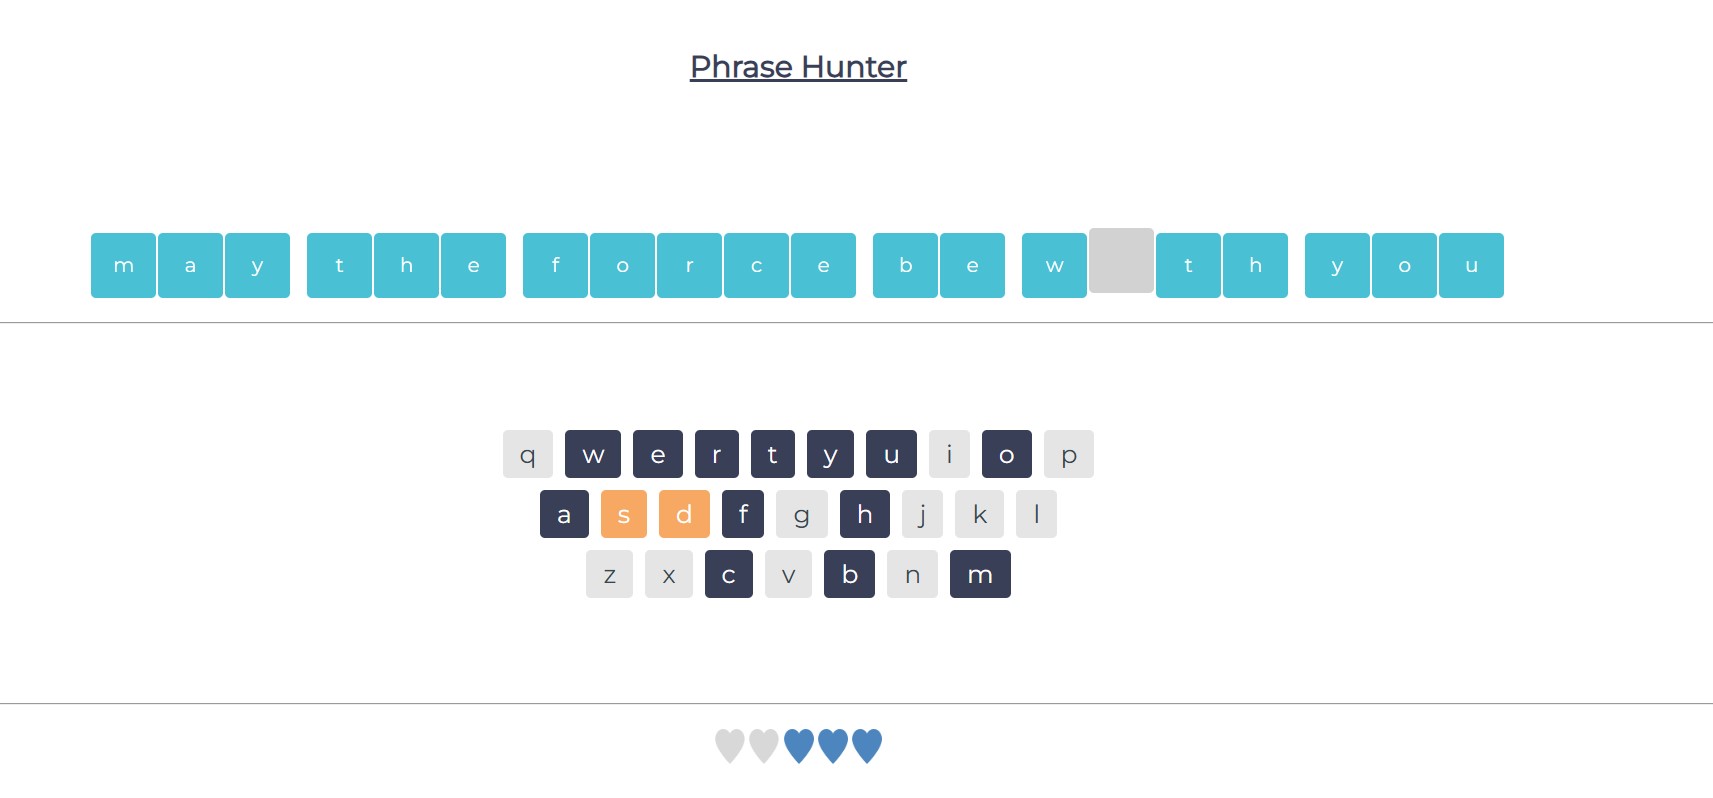 Phrase Hunter
m a y t h e f o r c e b e w t h y o u
q w e r t y u i o p
a s d f g h j k l
z x c v b n m